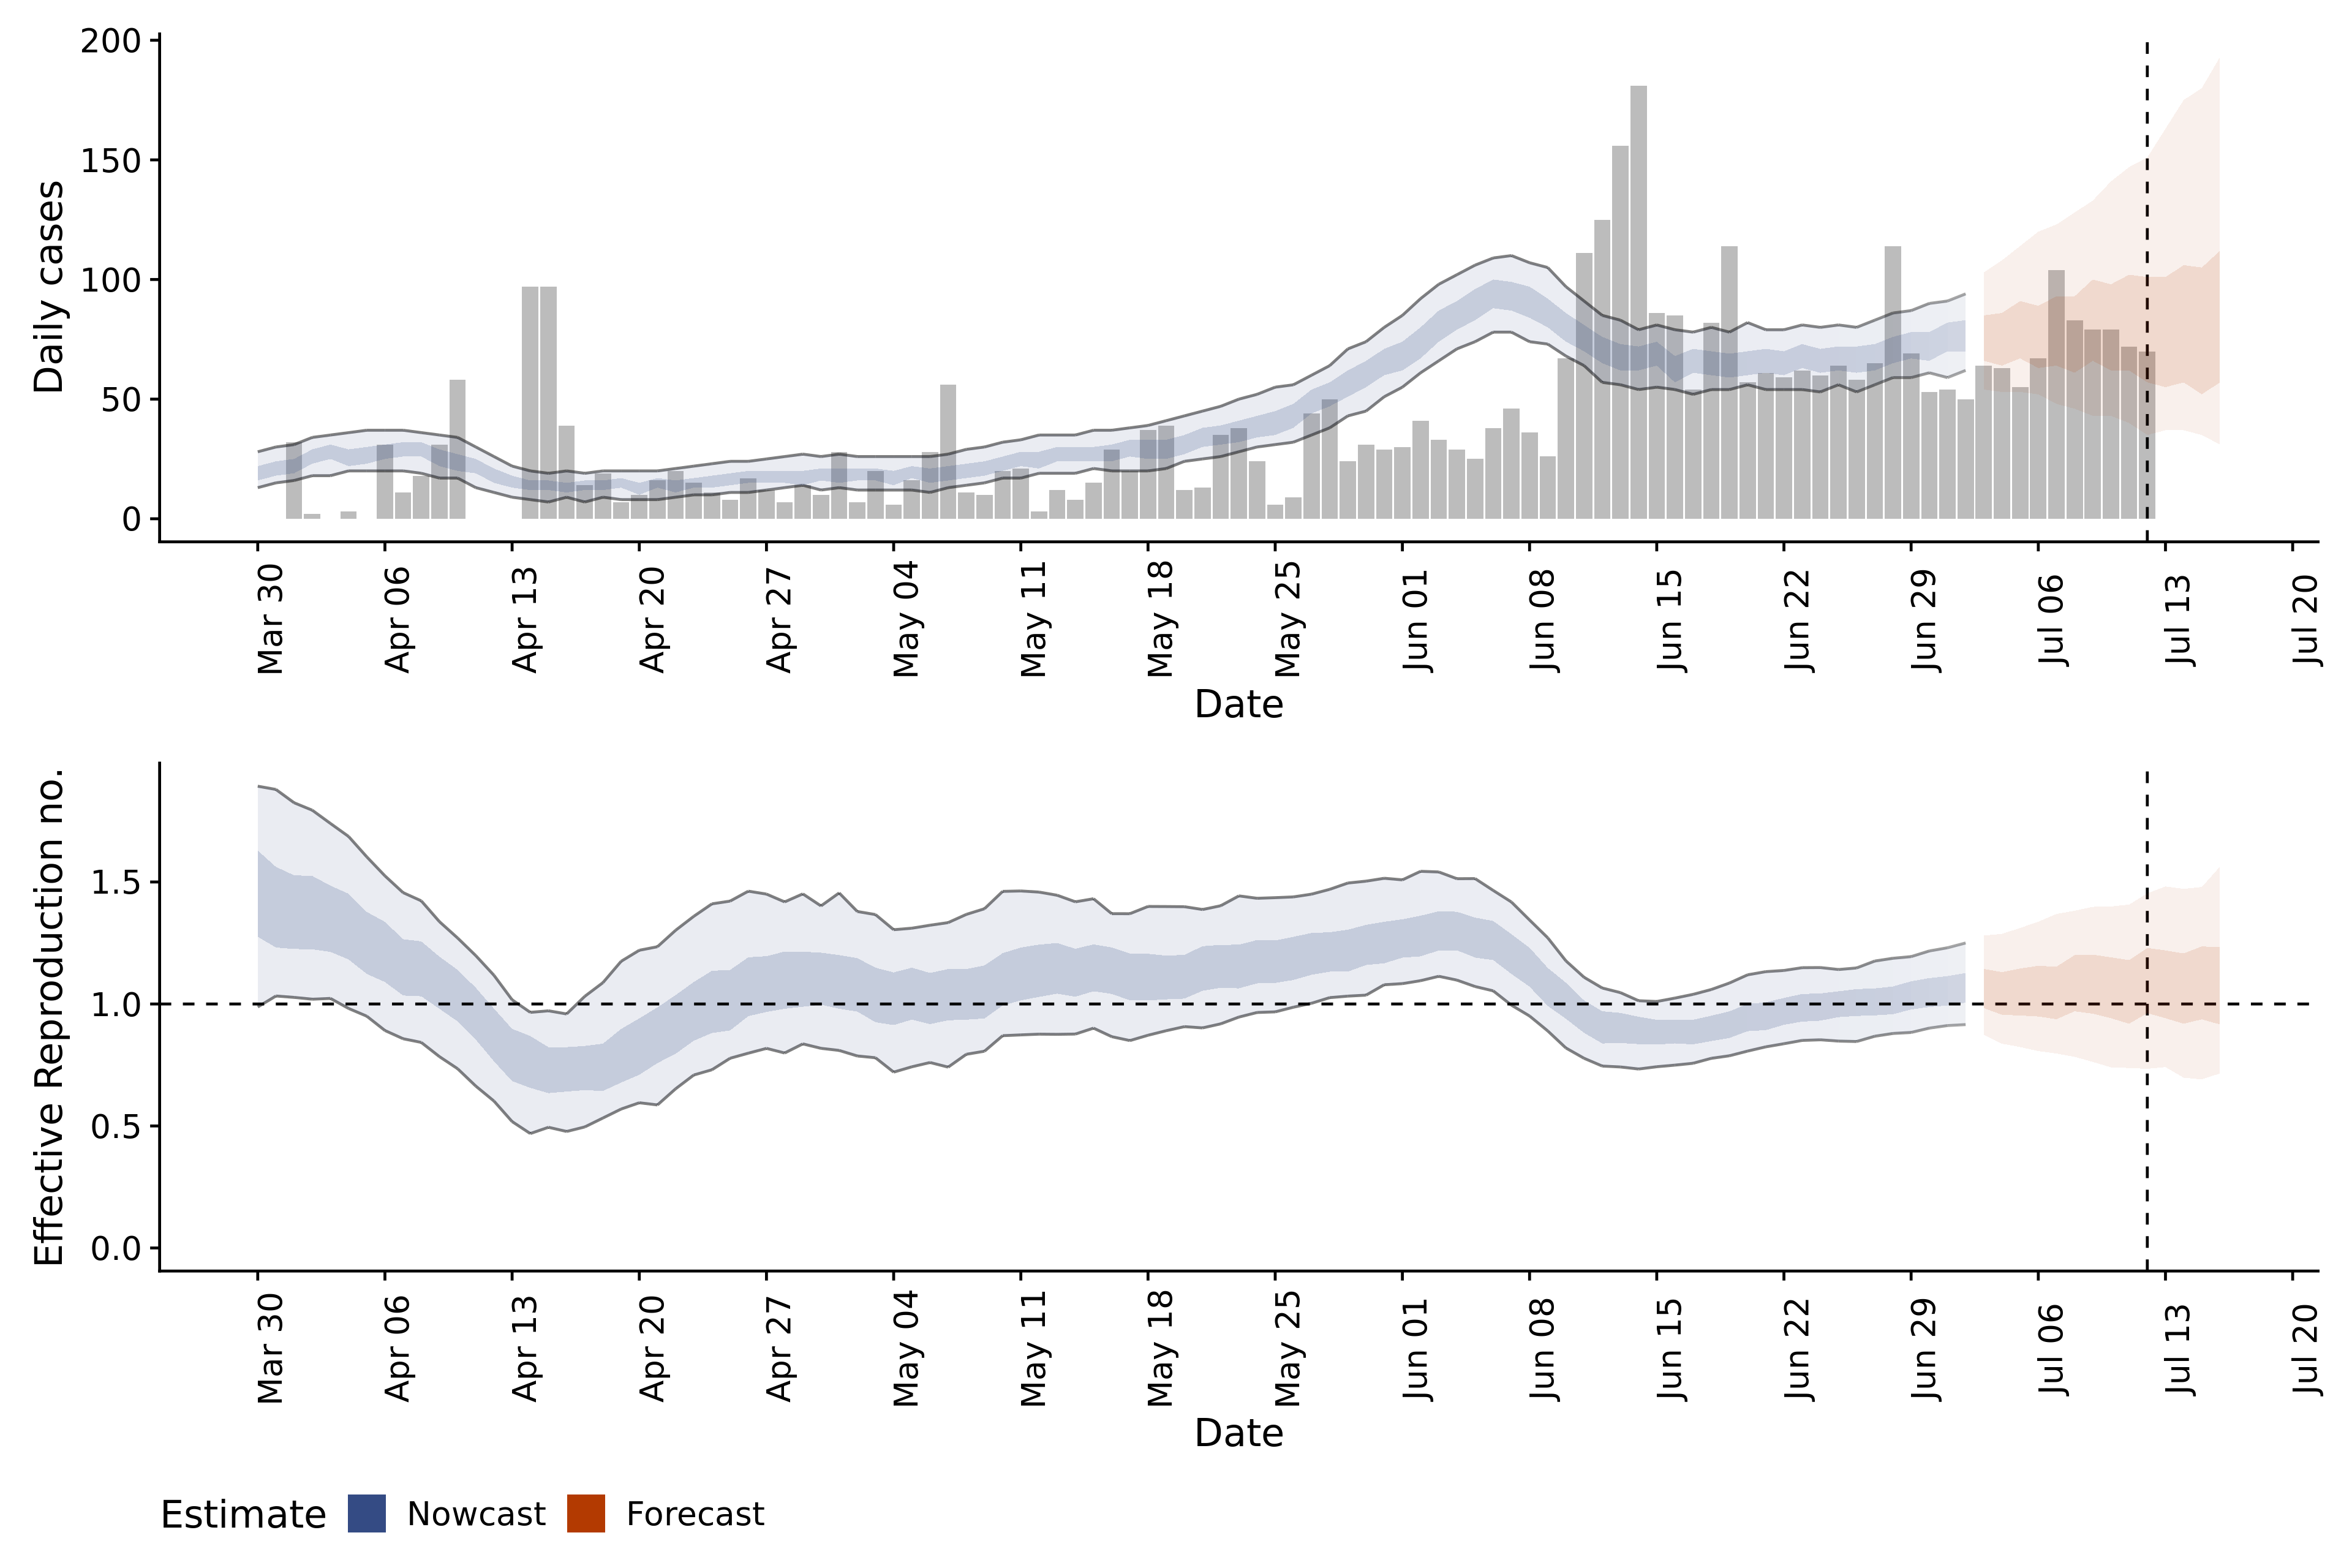 200
150
100
50
0
Daily cases
Mar 30 Apr 06 Apr 13 Apr 20 Apr 27 May 04 May 11 May 18 May 25 Jun 01 Jun 08 Jun 15 Jun 22 Jun 29 Jul 06 Jul 13 Jul 20
Date
1.5
1.0
0.5
0.0
Effective Reproduction no.
Mar 30 Apr 06 Apr 13 Apr 20 Apr 27 May 04 May 11 May 18 May 25 Jun 01 Jun 08 Jun 15 Jun 22 Jun 29 Jul 06 Jul 13 Jul 20
Date
Estimate Nowcast Forecast